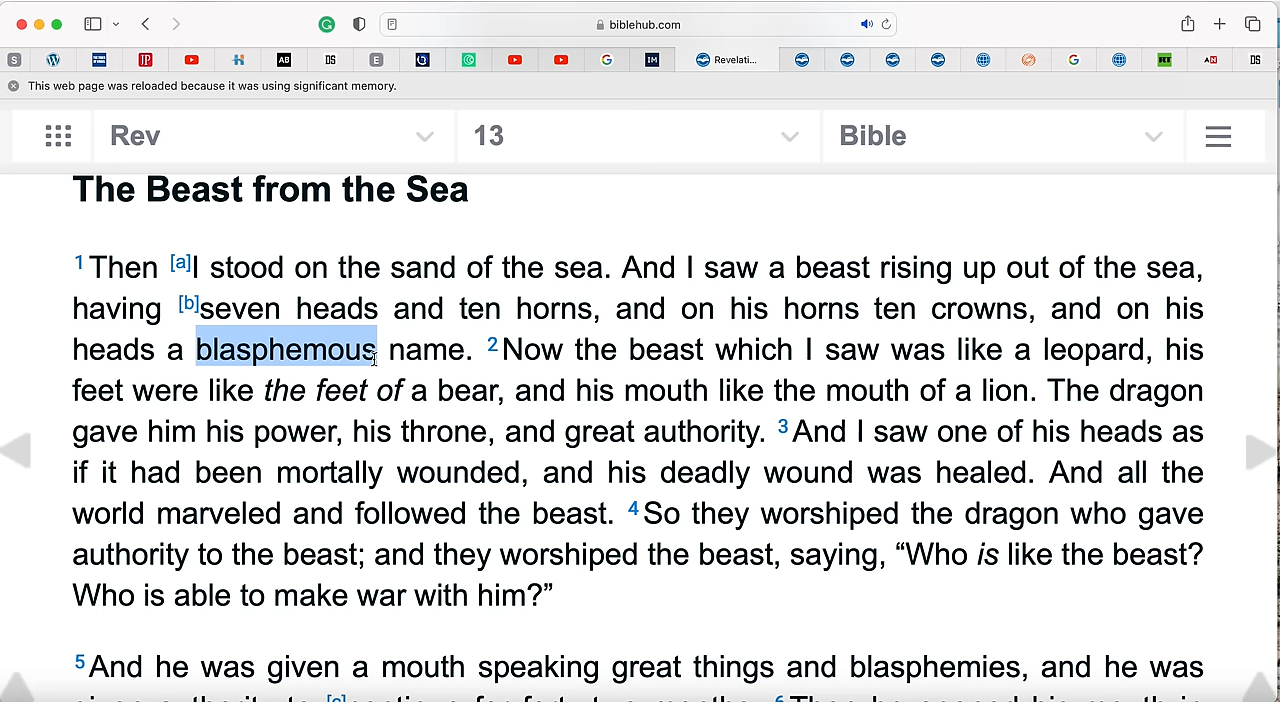 biblehub.com
S JP AB DS E IM Revelati... RT AN DS
This web page was reloaded because it was using significant memory.
Rev 13 Bible
The Beast from the Sea
1 Then [a]I stood on the sand of the sea. And I saw a beast rising up out of the sea,
having [b]seven heads and ten horns, and on his horns ten crowns, and on his
heads a blasphemous name. 2 Now the beast which I saw was like a leopard, his
feet were like the feet of a bear, and his mouth like the mouth of a lion. The dragon
gave him his power, his throne, and great authority. 3 And I saw one of his heads as
if it had been mortally wounded, and his deadly wound was healed. And all the
world marveled and followed the beast. 4 So they worshiped the dragon who gave
authority to the beast; and they worshiped the beast, saying, “Who is like the beast?
Who is able to make war with him?”
5 And he was given a mouth speaking great things and blasphemies, and he was